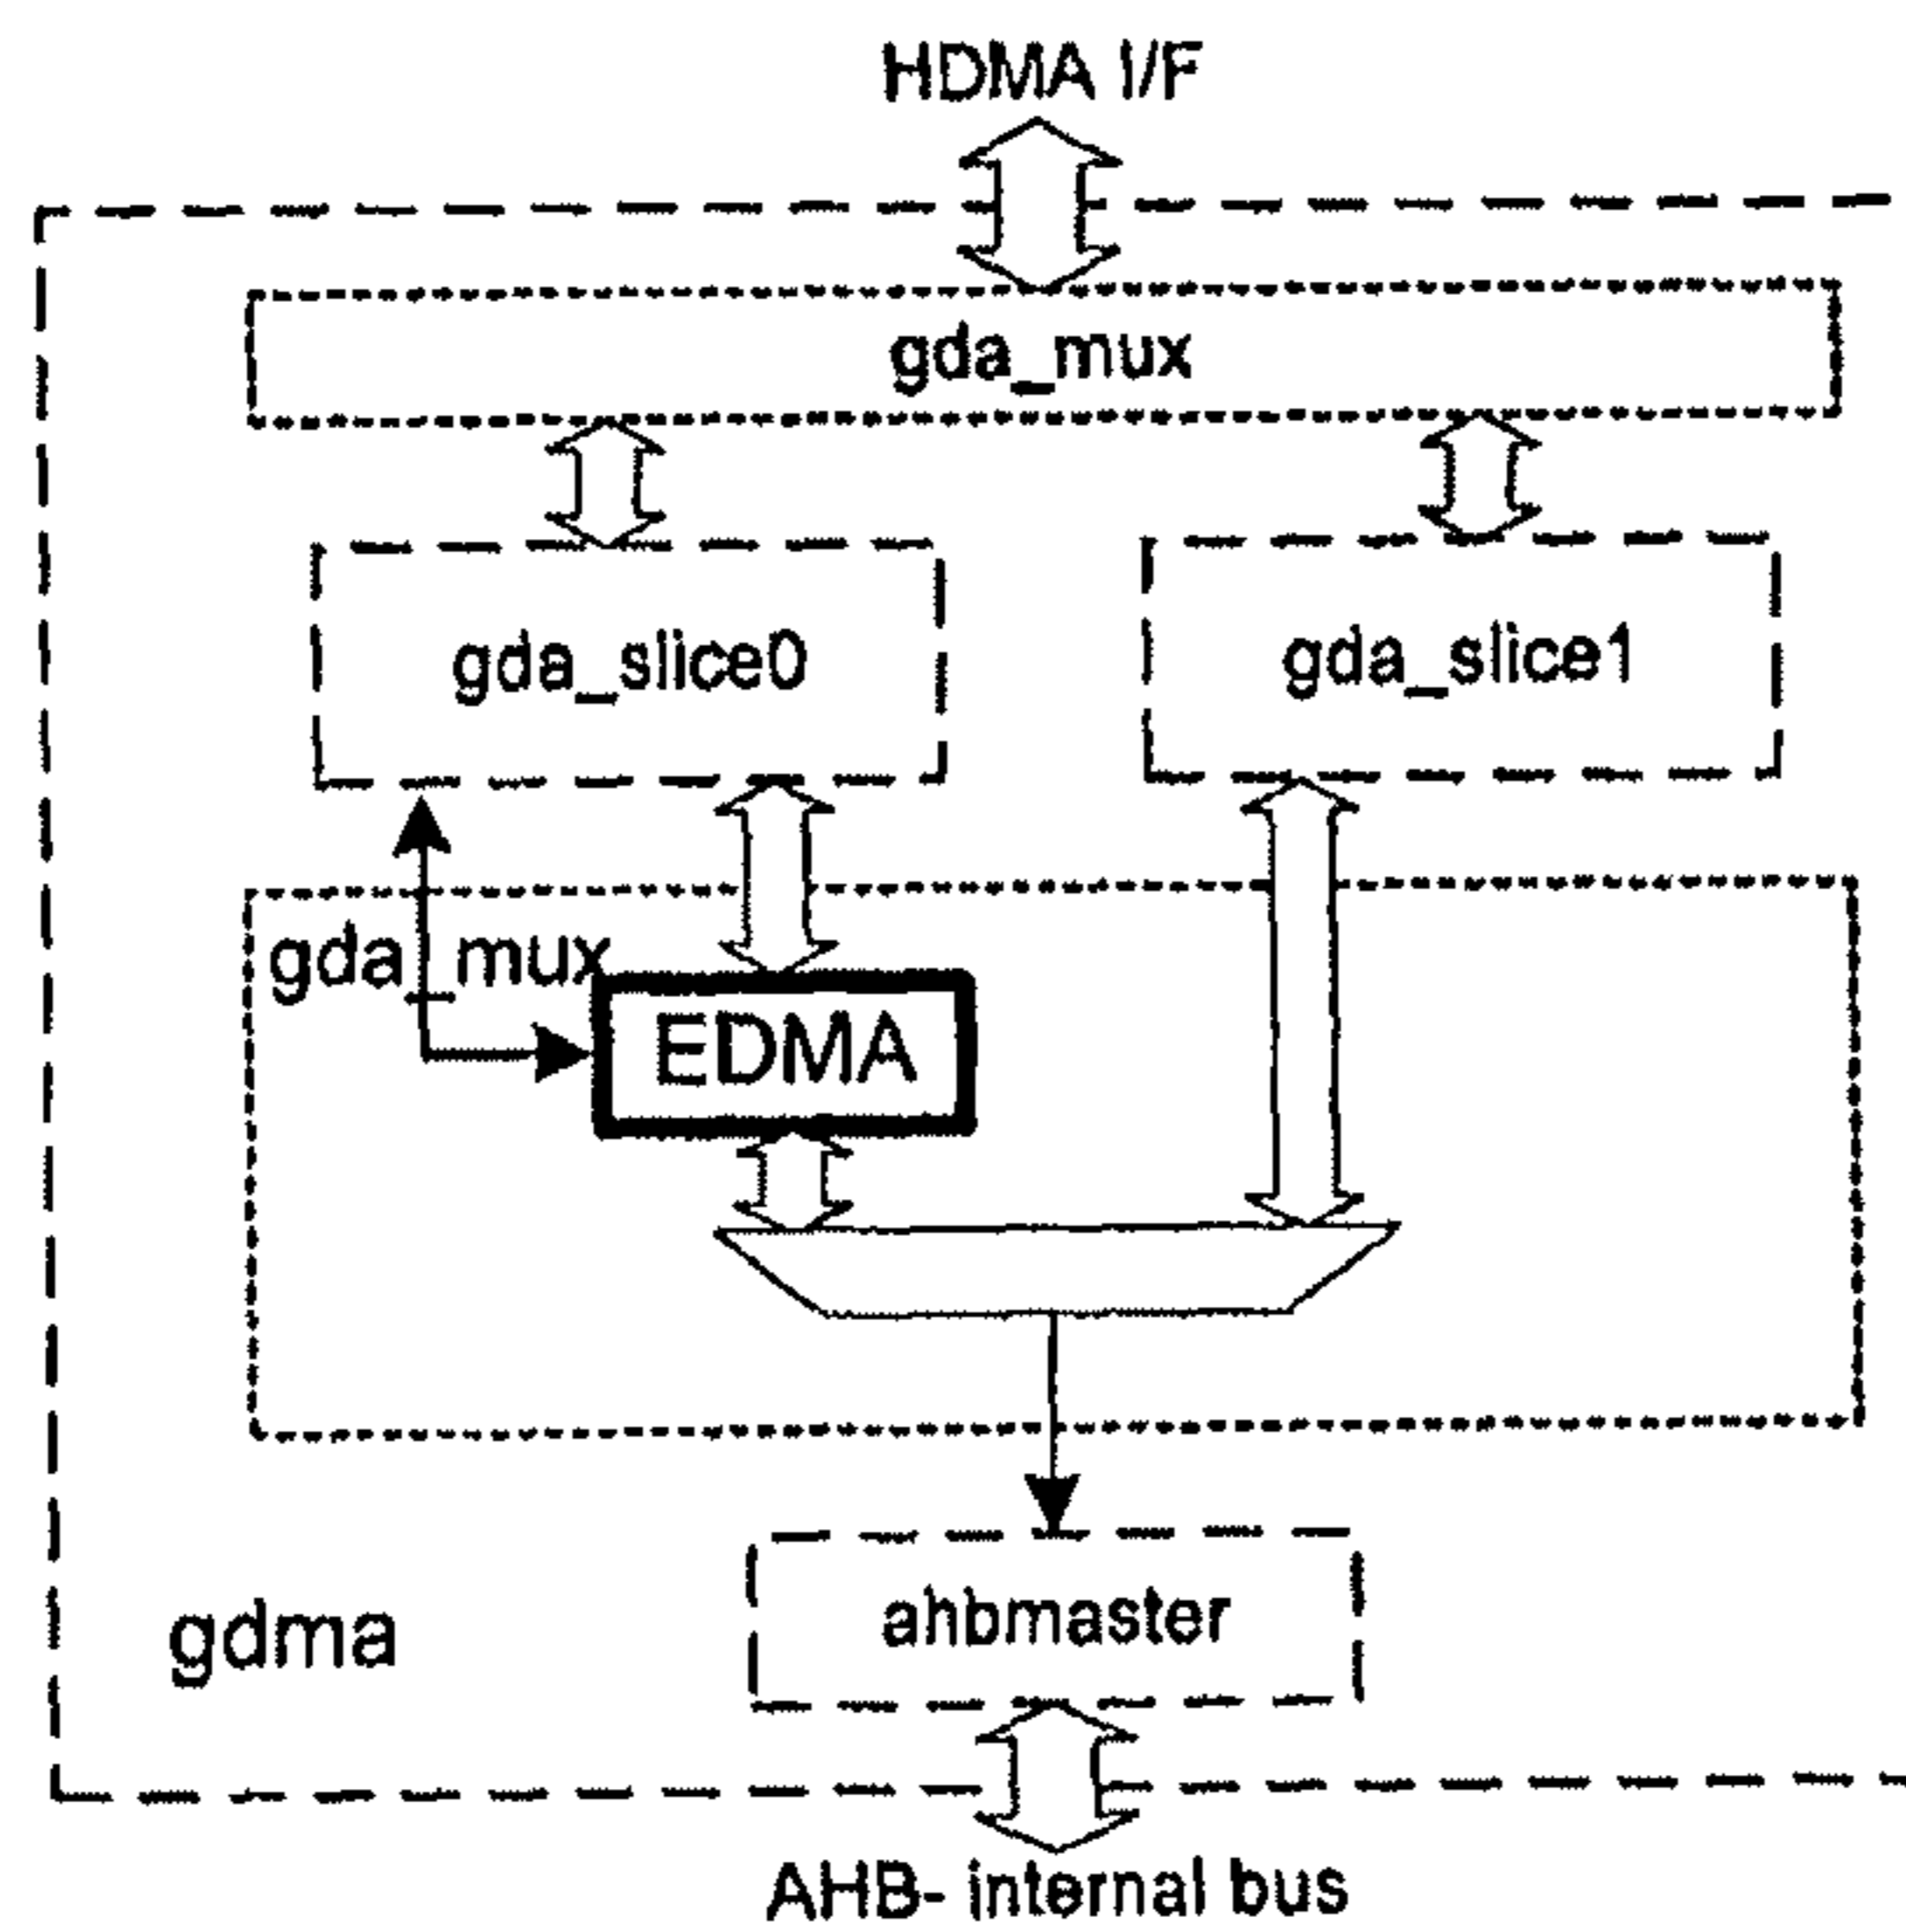 HDMA I/F
gda_mux
gda_slice0
gda_slice1
gda_mux
EDMA
ahbmaster
gdma
AHB- internal bus